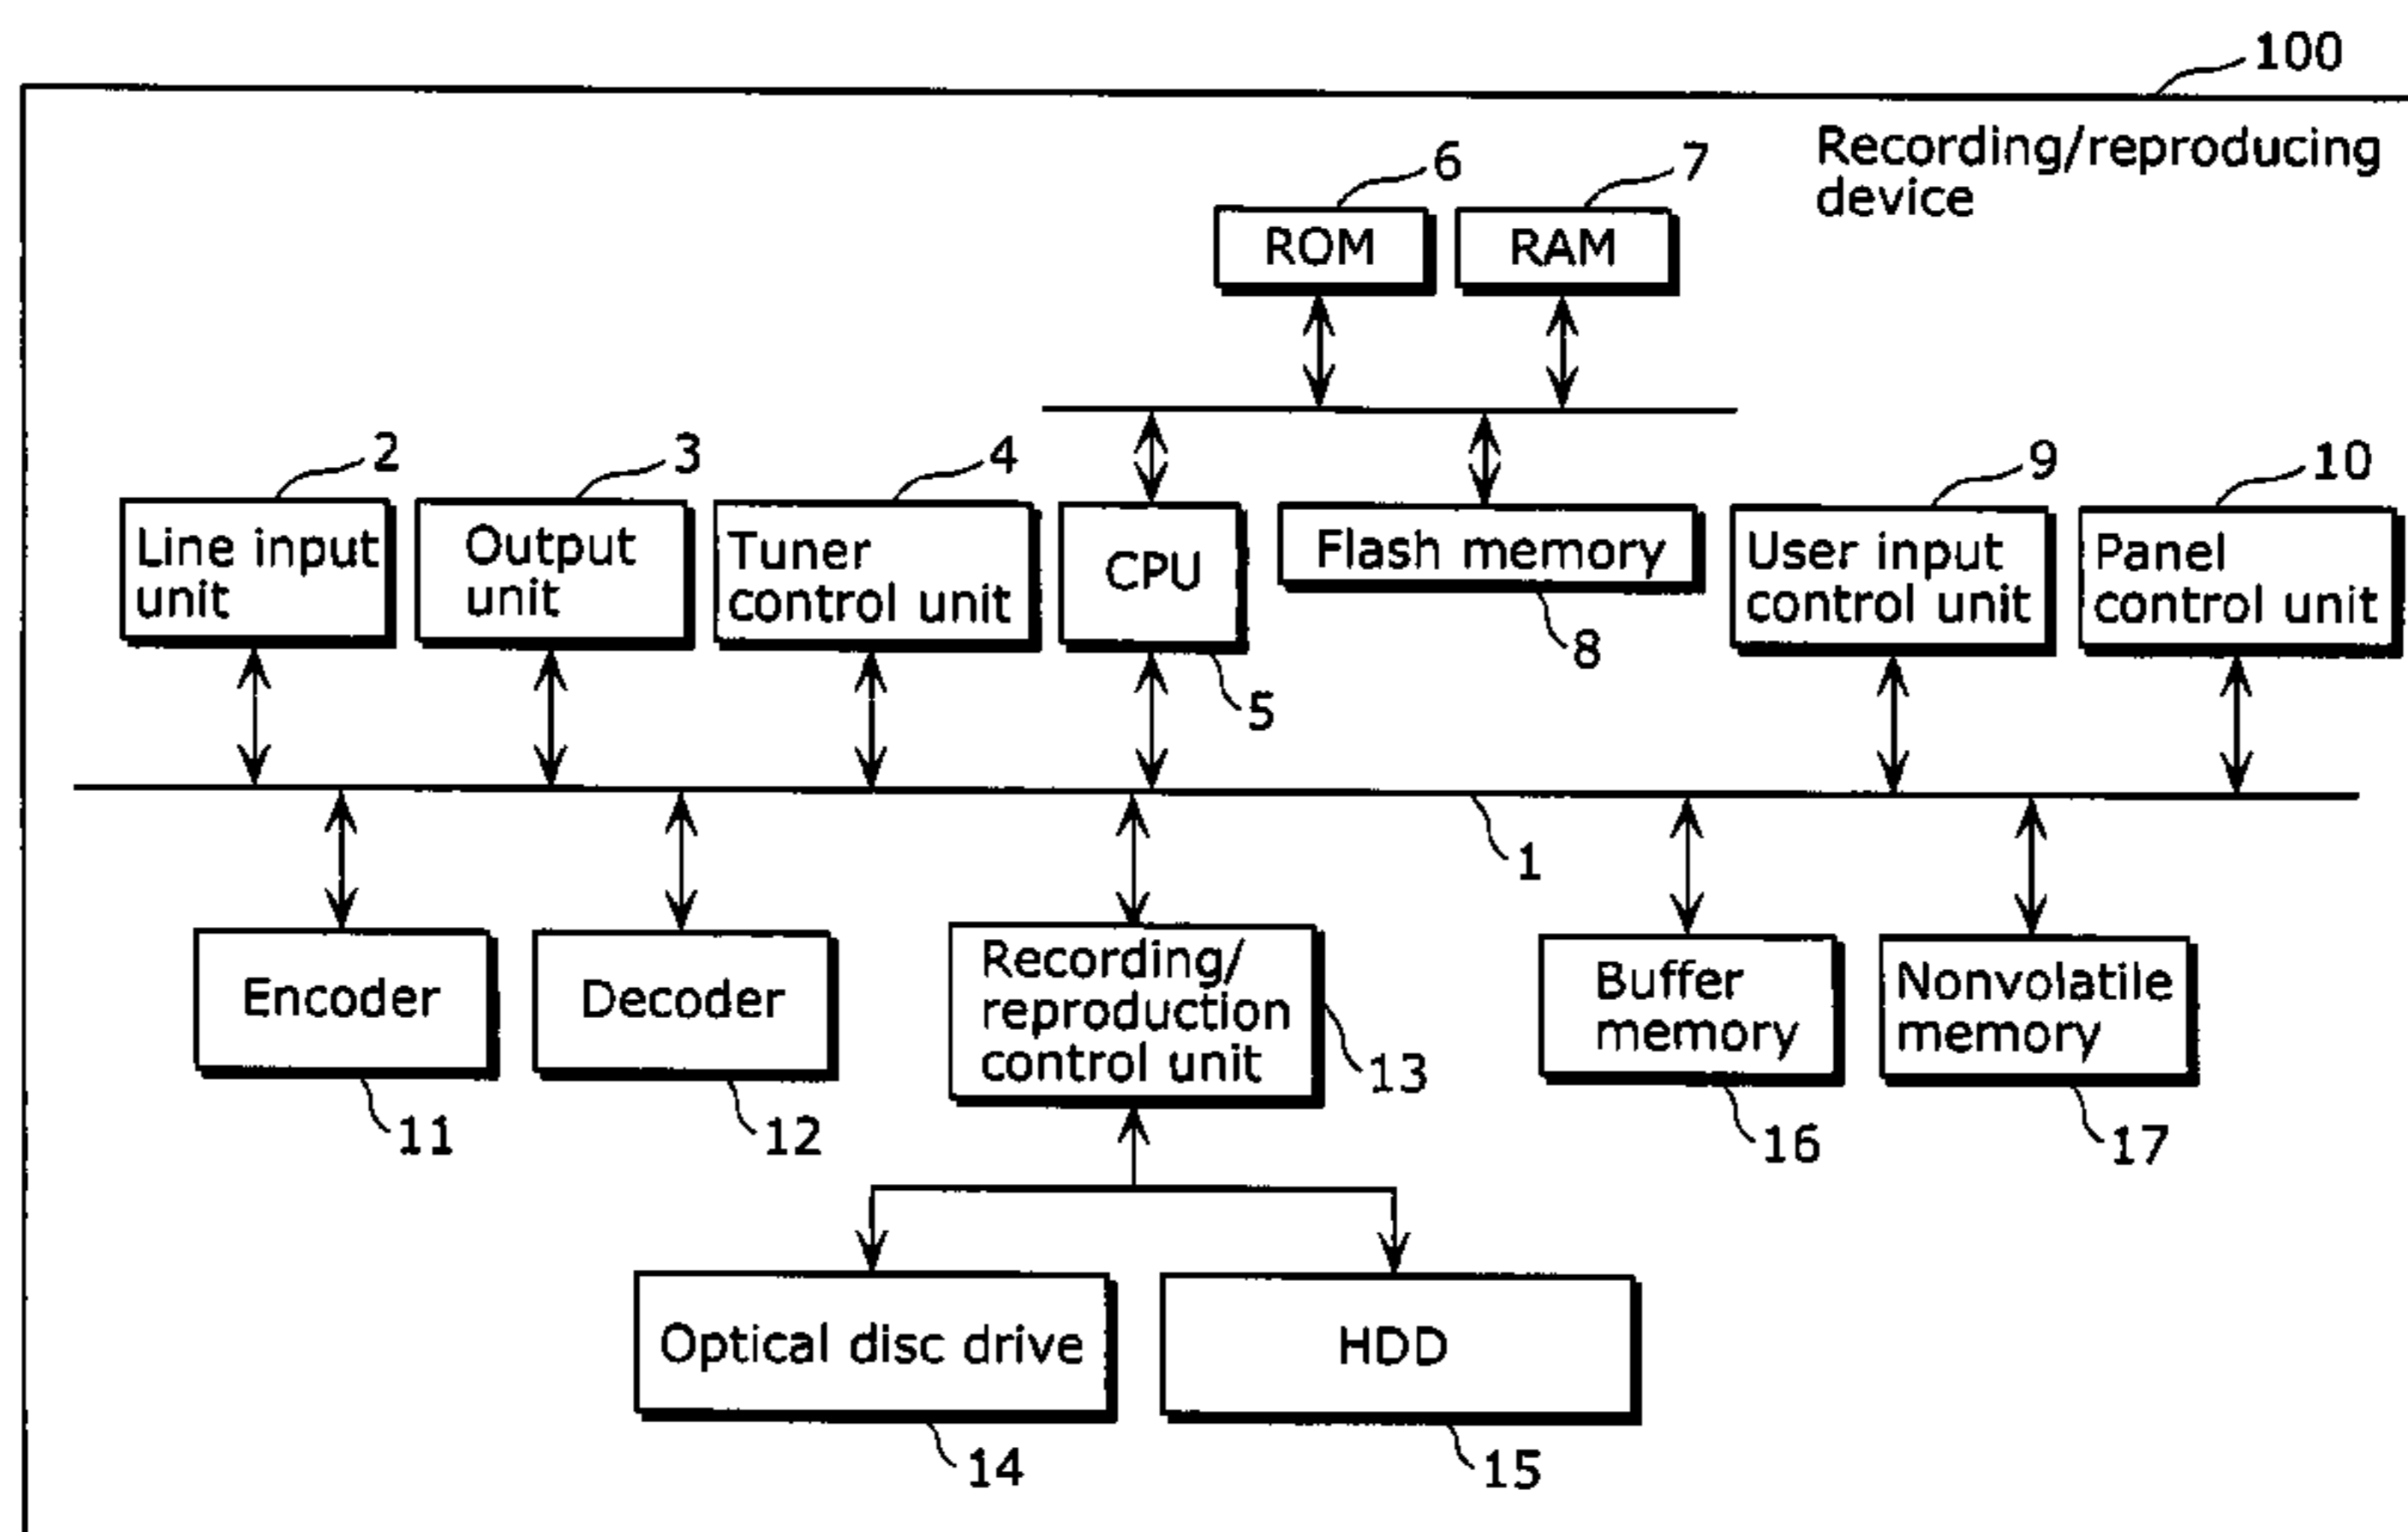 100
Recording/reproducing
device
6
7
ROM
RAM
2
3
4
9
10
Line input
unit
Output
unit
Tuner
control unit
CPU
Flash memory
User input
control unit
Panel
control unit
8
5
1
Encoder
Decoder
Recording/
reproduction
control unit
Buffer
memory
Nonvolatile
memory
13
11
12
16
17
Optical disc drive
HDD
14
15